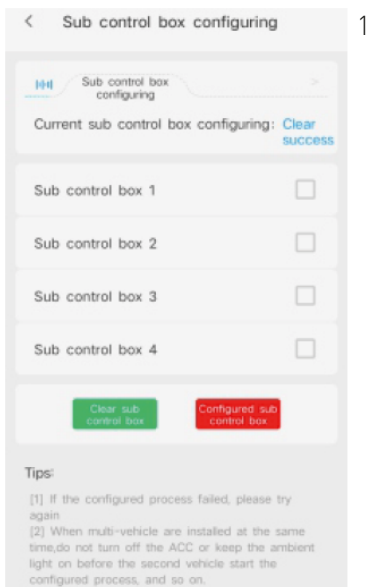 < Sub control box configuring
1
Sub control box
configuring
>
Current sub control box configuring: Clear
success
Sub control box 1
Sub control box 2
Sub control box 3
Sub control box 4
Clear sub
control box
Configured sub
control box
Tips:
[1] If the configured process failed, please try
again
[2] When multi-vehicle are installed at the same
time,do not turn off the ACC or keep the ambient
light on before the second vehicle start the
configured process, and so on.